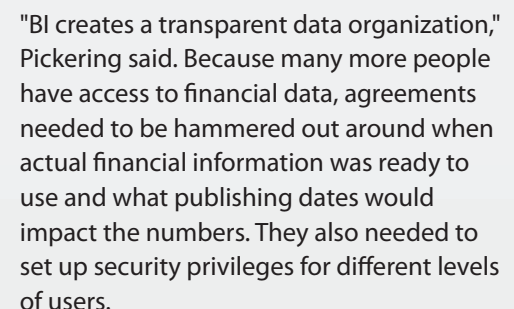 "BI creates a transparent data organization,"
Pickering said. Because many more people
have access to financial data, agreements
needed to be hammered out around when
actual financial information was ready to
use and what publishing dates would
impact the numbers. They also needed to
set up security privileges for different levels
of users.